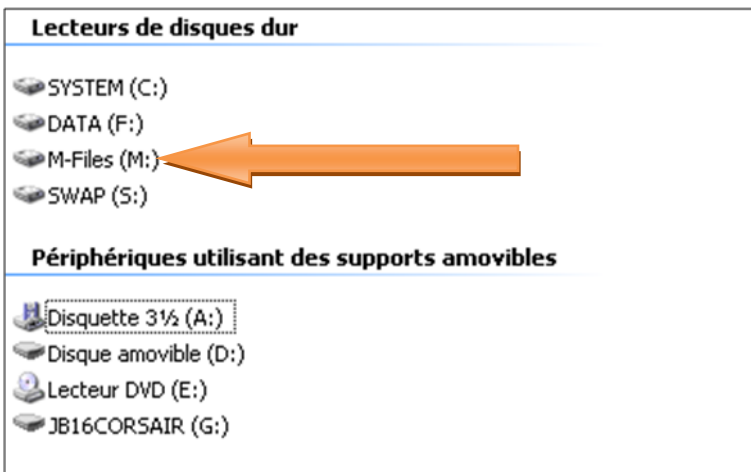 Lecteurs de disques dur
SYSTEM (C:)
DATA (F:)
M-Files (M:)
SWAP (S:)
Périphériques utilisant des supports amovibles
Disquette 3½ (A:)
Disque amovible (D:)
Lecteur DVD (E:)
JB16CORSAIR (G:)